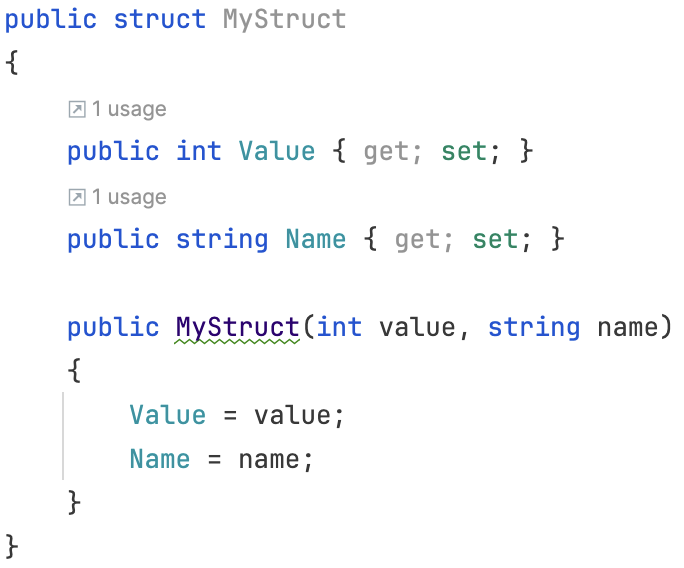 public struct MyStruct
{
1 usage
public int Value { get; set; }
1 usage
public string Name { get; set; }
public MyStruct(int value, string name)
{
Value = value;
Name = name;
}
}